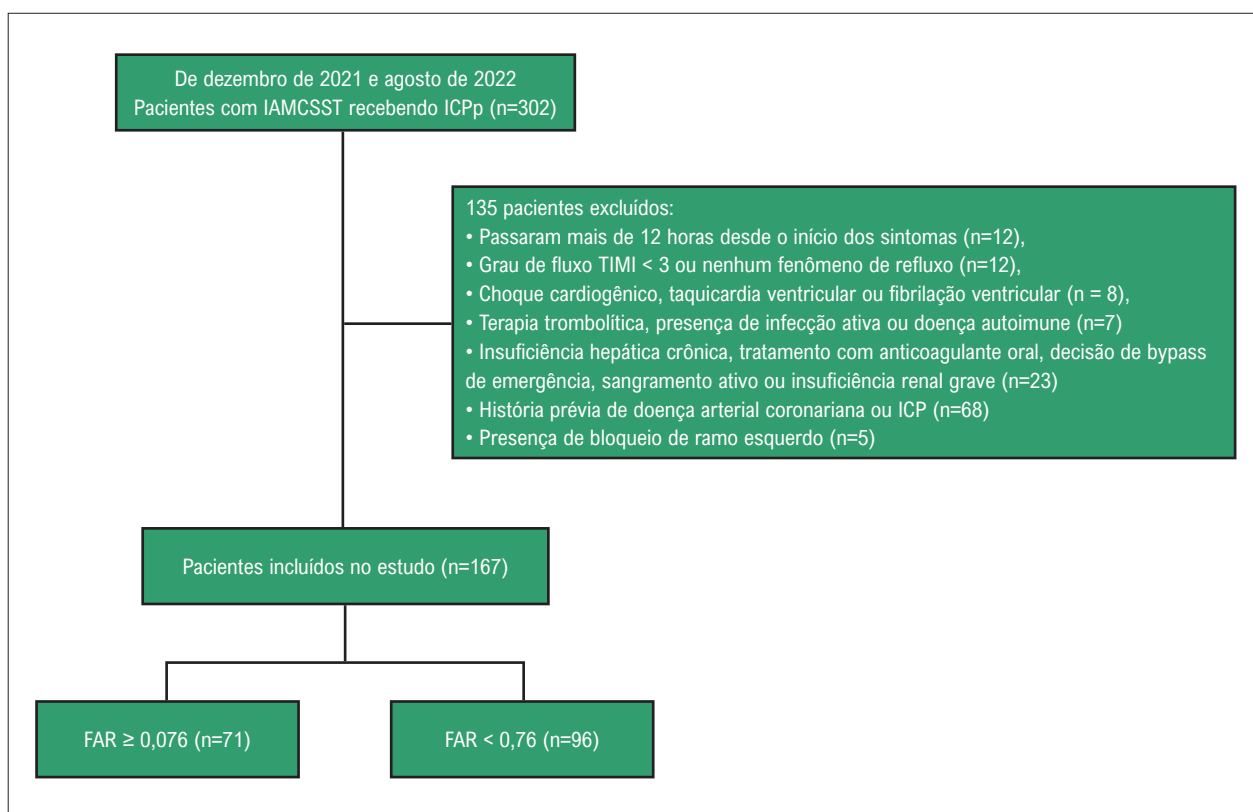 De dezembro de 2021 e agosto de 2022
Pacientes com IAMCSST recebendo ICPp (n=302)
135 pacientes excluídos:
• Passaram mais de 12 horas desde o início dos sintomas (n=12),
• Grau de fluxo TIMI < 3 ou nenhum fenômeno de refluxo (n=12),
• Choque cardiogênico, taquicardia ventricular ou fibrilação ventricular (n = 8),
• Terapia trombolítica, presença de infecção ativa ou doença autoimune (n=7)
• Insuficiência hepática crônica, tratamento com anticoagulante oral, decisão de bypass
de emergência, sangramento ativo ou insuficiência renal grave (n=23)
• História prévia de doença arterial coronariana ou ICP (n=68)
• Presença de bloqueio de ramo esquerdo (n=5)
Pacientes incluídos no estudo (n=167)
FAR ≥ 0,076 (n=71)
FAR < 0,76 (n=96)